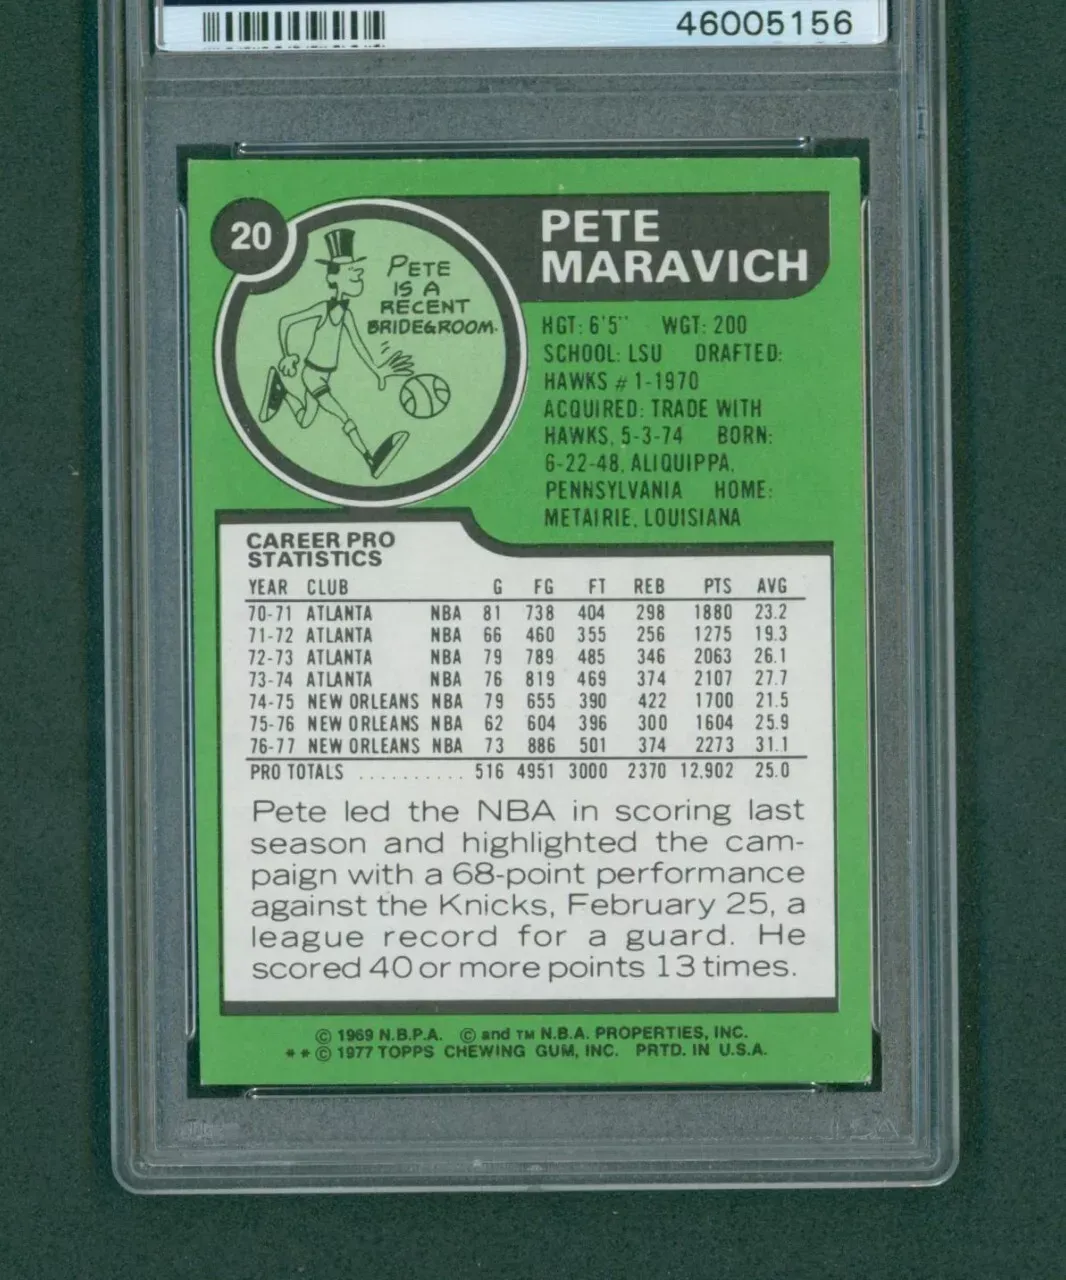 46005156
20
PETE
MARAVICH
PETE
IS A
RECENT
BRIDEGROOM.
HGT: 6'5" WGT: 200
SCHOOL: LSU DRAFTED:
HAWKS #1-1970
ACQUIRED: TRADE WITH
HAWKS, 5-3-74 BORN:
6-22-48, ALIQUIPPA,
PENNSYLVANIA HOME:
METAIRIE, LOUISIANA
CAREER PRO
STATISTICS
YEAR CLUB G FG FT REB PTS AVG
70-71 ATLANTA NBA 81 738 404 298 1880 23.2
71-72 ATLANTA NBA 66 460 355 256 1275 19.3
72-73 ATLANTA NBA 79 789 485 346 2063 26.1
73-74 ATLANTA NBA 76 819 469 374 2107 27.7
74-75 NEW ORLEANS NBA 79 655 390 422 1700 21.5
75-76 NEW ORLEANS NBA 62 604 396 300 1604 25.9
76-77 NEW ORLEANS NBA 73 886 501 374 2273 31.1
PRO TOTALS .......... 516 4951 3000 2370 12,902 25.0
Pete led the NBA in scoring last
season and highlighted the cam-
paign with a 68-point performance
against the Knicks, February 25, a
league record for a guard. He
scored 40 or more points 13 times.
© 1969 N.B.P.A. © and TM N.B.A. PROPERTIES, INC.
** © 1977 TOPPS CHEWING GUM, INC. PRTD. IN U.S.A.